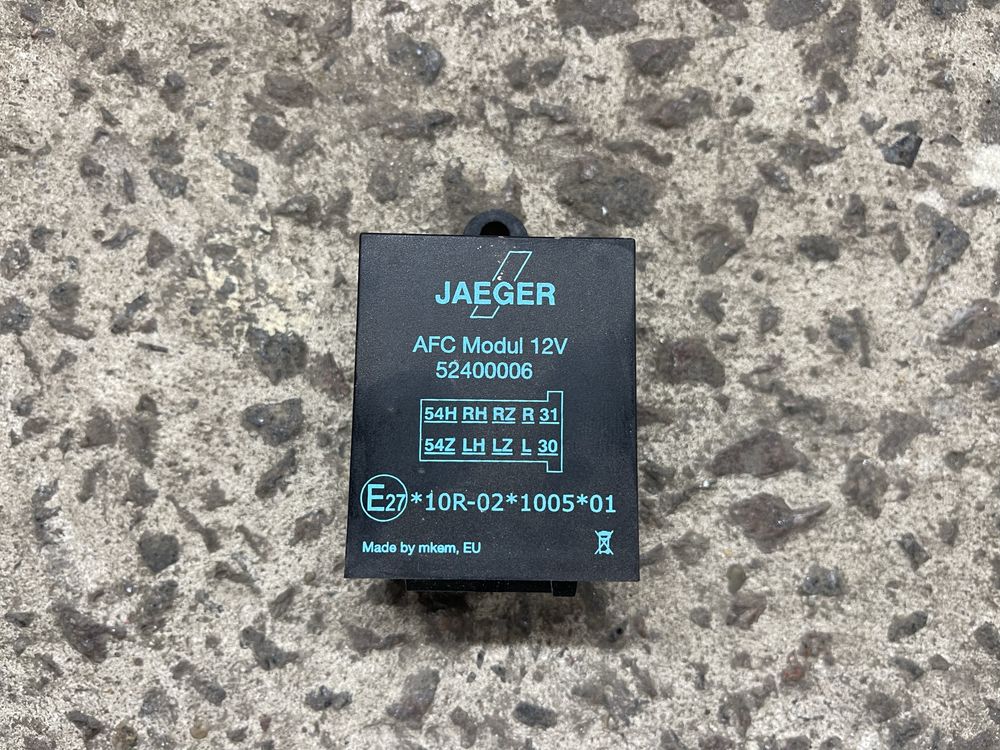 JAEGER
AFC Modul 12V
52400006
54H RH RZ R 31
54Z LH LZ L 30
E27*10R-02*1005*01
Made by mkem, EU